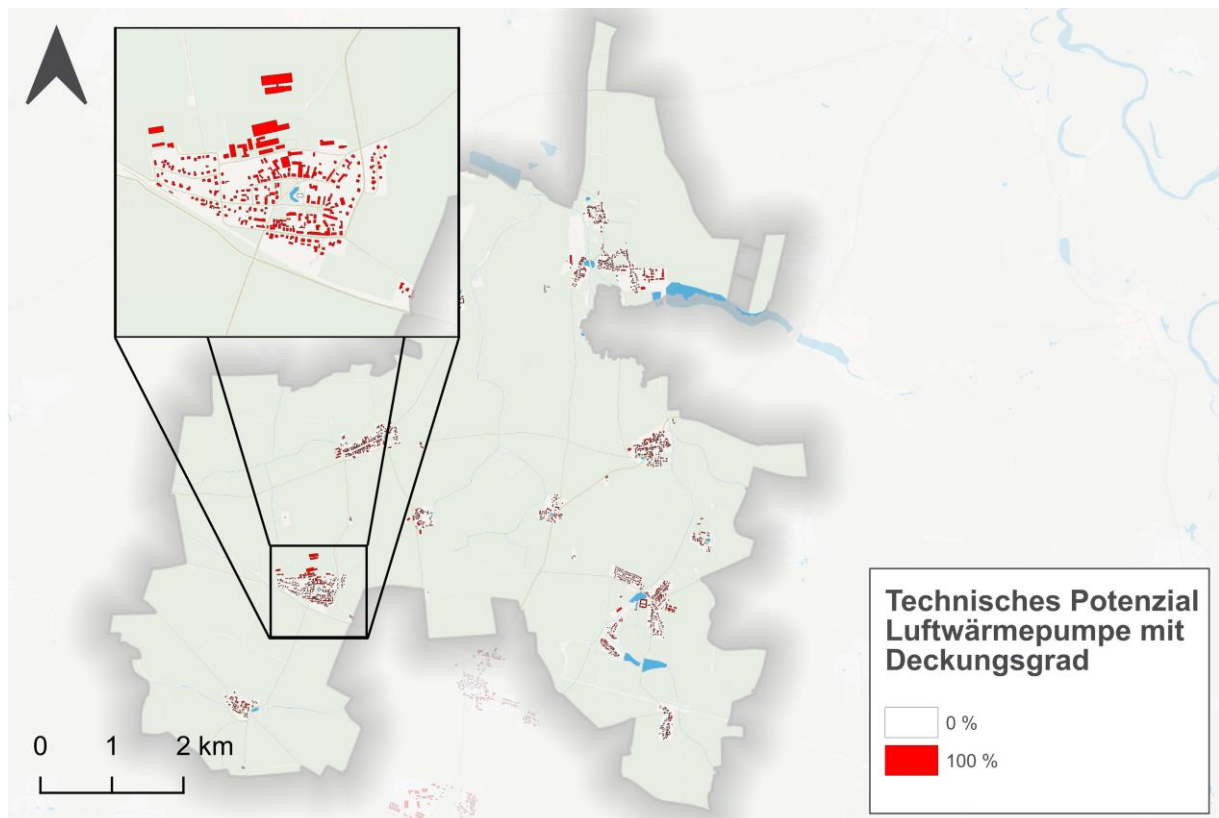 Technisches Potenzial
Luftwärmepumpe mit
Deckungsgrad
0 %
100 %
0 1 2 km